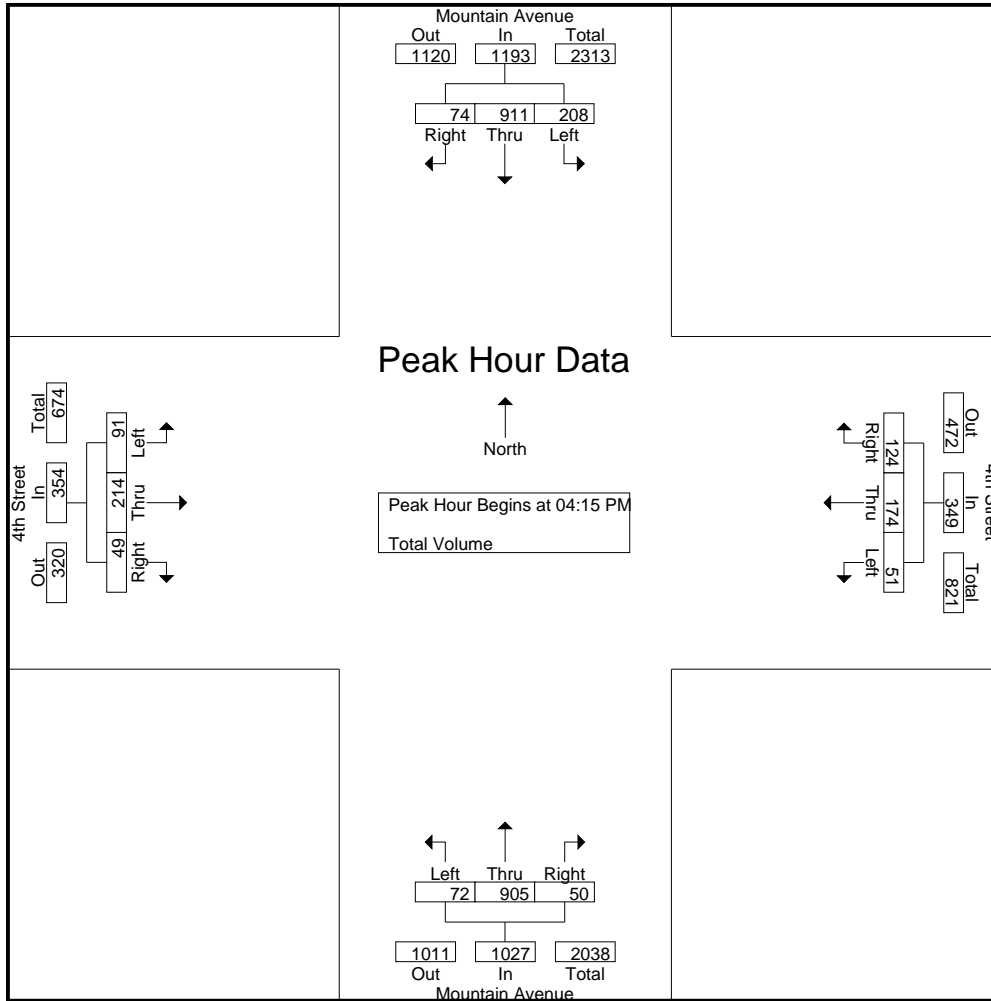 Mountain Avenue
Out In Total
1120 1193 2313
74 911 208
Right Thru Left
Peak Hour Data
North
Peak Hour Begins at 04:15 PM
Total Volume
4th Street
Total In Out
674 354 320
91 214 49
Left Thru Right
Right Thru Left
124 174 51
Out In Total
472 349 821
4th Street
Left Thru Right
72 905 50
1011 1027 2038
Out In Total
Mountain Avenue